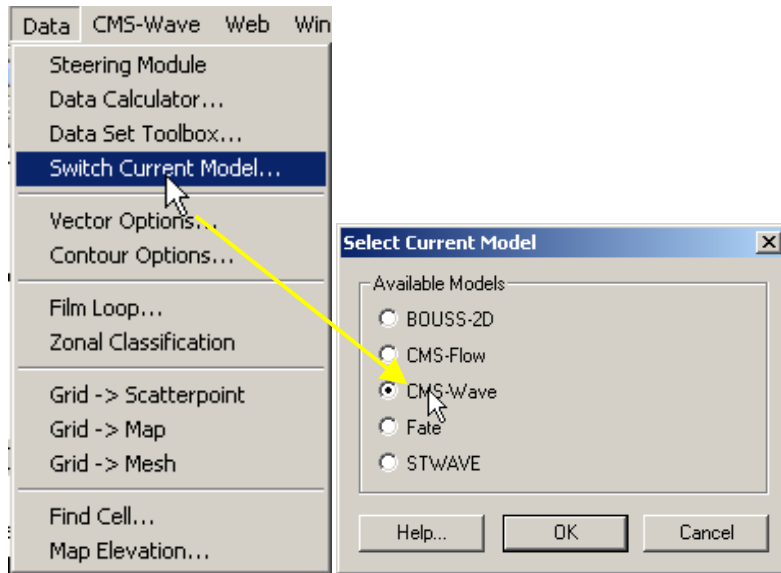 Data CMS-Wave Web Win
Steering Module
Data Calculator...
Data Set Toolbox...
Switch Current Model...
Vector Options...
Contour Options...
Film Loop...
Zonal Classification
Grid -> Scatterpoint
Grid -> Map
Grid -> Mesh
Find Cell...
Map Elevation...
Select Current Model
Available Models
BOUSS-2D
CMS-Flow
CMS-Wave
Fate
STWAVE
Help... OK Cancel